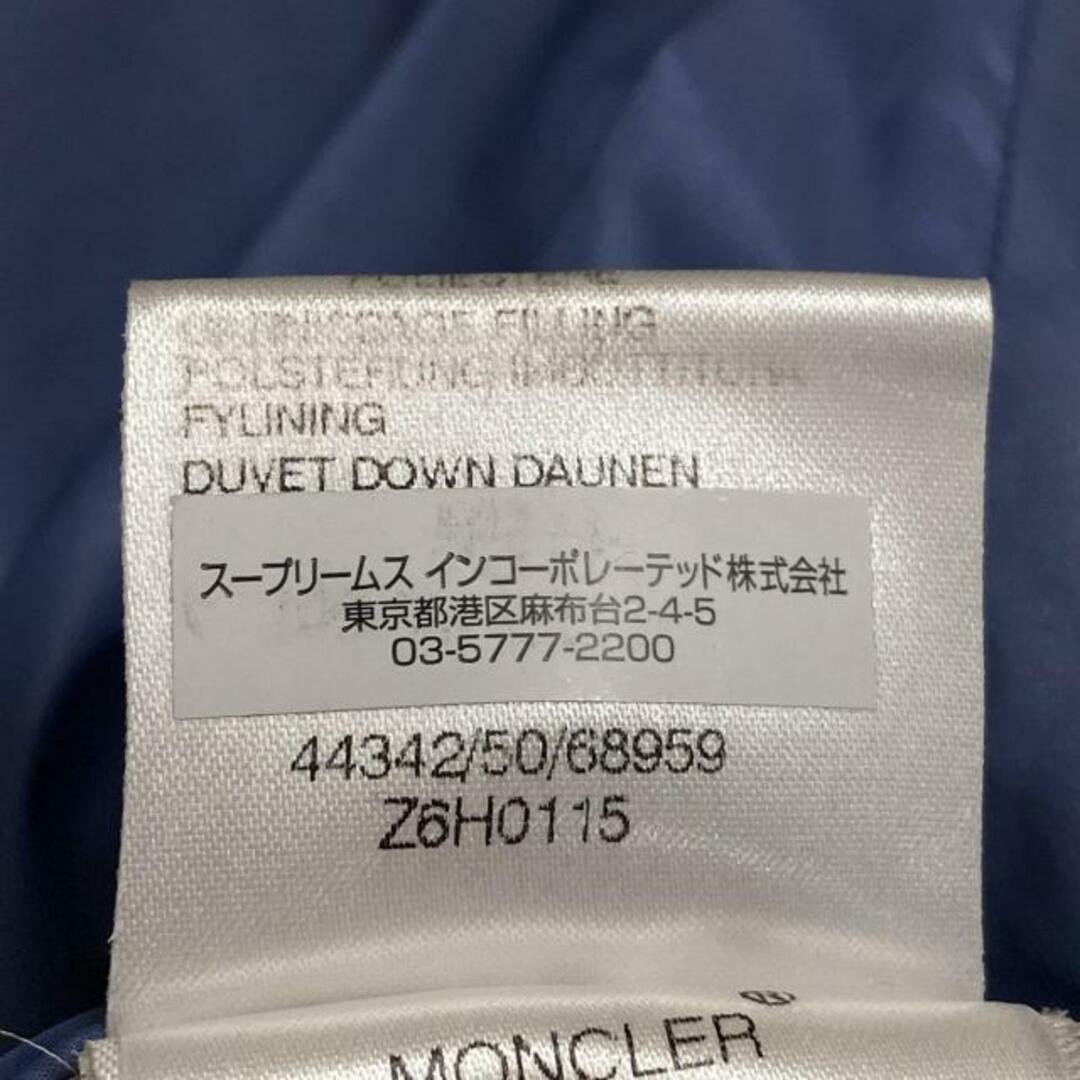 FILLING
POLSTERUNG
FYLINING
DUVET DOWN DAUNEN
スープリームス インコーポレーテッド株式会社
東京都港区麻布台2-4-5
03-5777-2200
44342/50/68959
Z6H0115
MONCLER